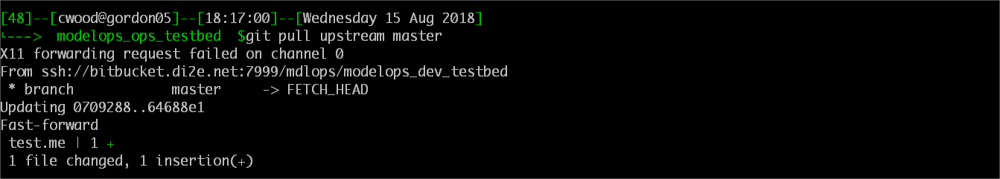 [48]--[cwood@gordon05]--[18:17:00]--[Wednesday 15 Aug 2018]
└---> modelops_ops_testbed $git pull upstream master
X11 forwarding request failed on channel 0
From ssh://bitbucket.di2e.net:7999/mdlops/modelops_dev_testbed
 * branch            master     -> FETCH_HEAD
Updating 0709288..64688e1
Fast-forward
 test.me | 1 +
 1 file changed, 1 insertion(+)